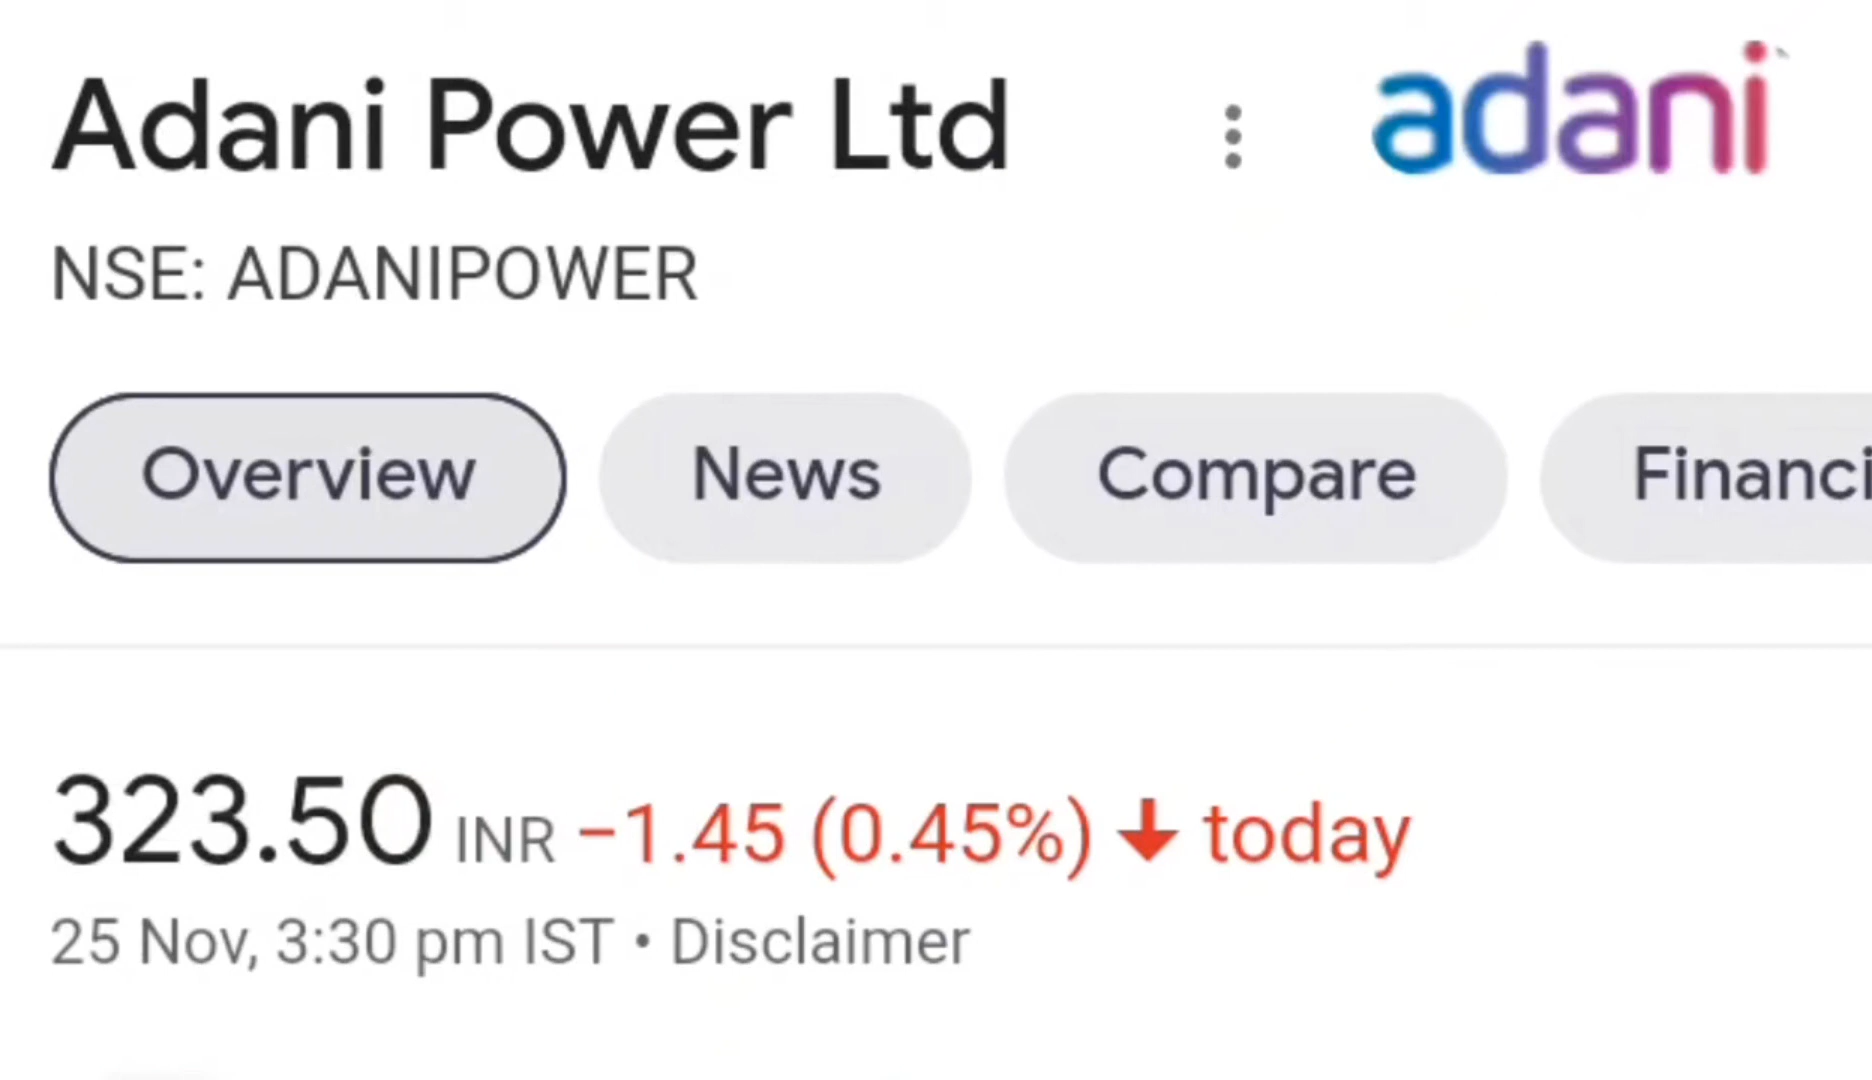 Adani Power Ltd
adani
NSE: ADANIPOWER
Overview News Compare Financi
323.50 INR −1.45 (0.45%) ↓ today
25 Nov, 3:30 pm IST • Disclaimer